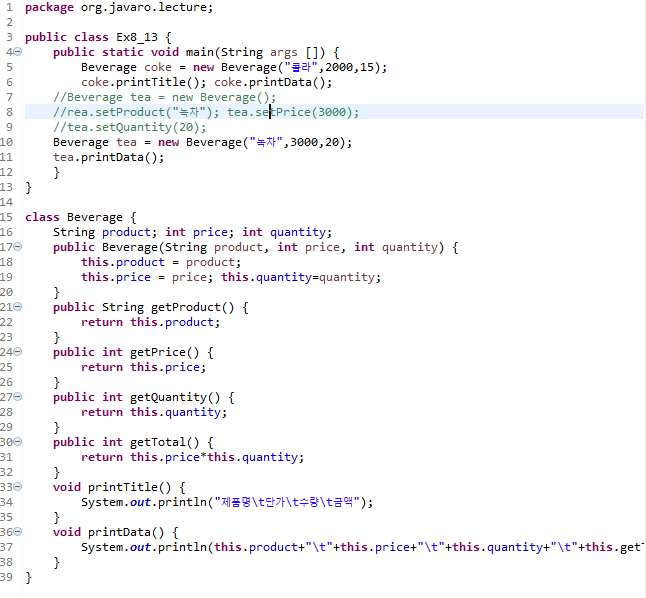 1 package org.javaro.lecture;
2
3 public class Ex8_13 {
4 public static void main(String args []) {
5 Beverage coke = new Beverage("콜라",2000,15);
6 coke.printTitle(); coke.printData();
7 //Beverage tea = new Beverage();
8 //rea.setProduct("녹차"); tea.setPrice(3000);
9 //tea.setQuantity(20);
10 Beverage tea = new Beverage("녹차",3000,20);
11 tea.printData();
12 }
13 }
14
15 class Beverage {
16 String product; int price; int quantity;
17 public Beverage(String product, int price, int quantity) {
18 this.product = product;
19 this.price = price; this.quantity=quantity;
20 }
21 public String getProduct() {
22 return this.product;
23 }
24 public int getPrice() {
25 return this.price;
26 }
27 public int getQuantity() {
28 return this.quantity;
29 }
30 public int getTotal() {
31 return this.price*this.quantity;
32 }
33 void printTitle() {
34 System.out.println("제품명\t단가\t수량\t금액");
35 }
36 void printData() {
37 System.out.println(this.product+"\t"+this.price+"\t"+this.quantity+"\t"+this.get
38 }
39 }